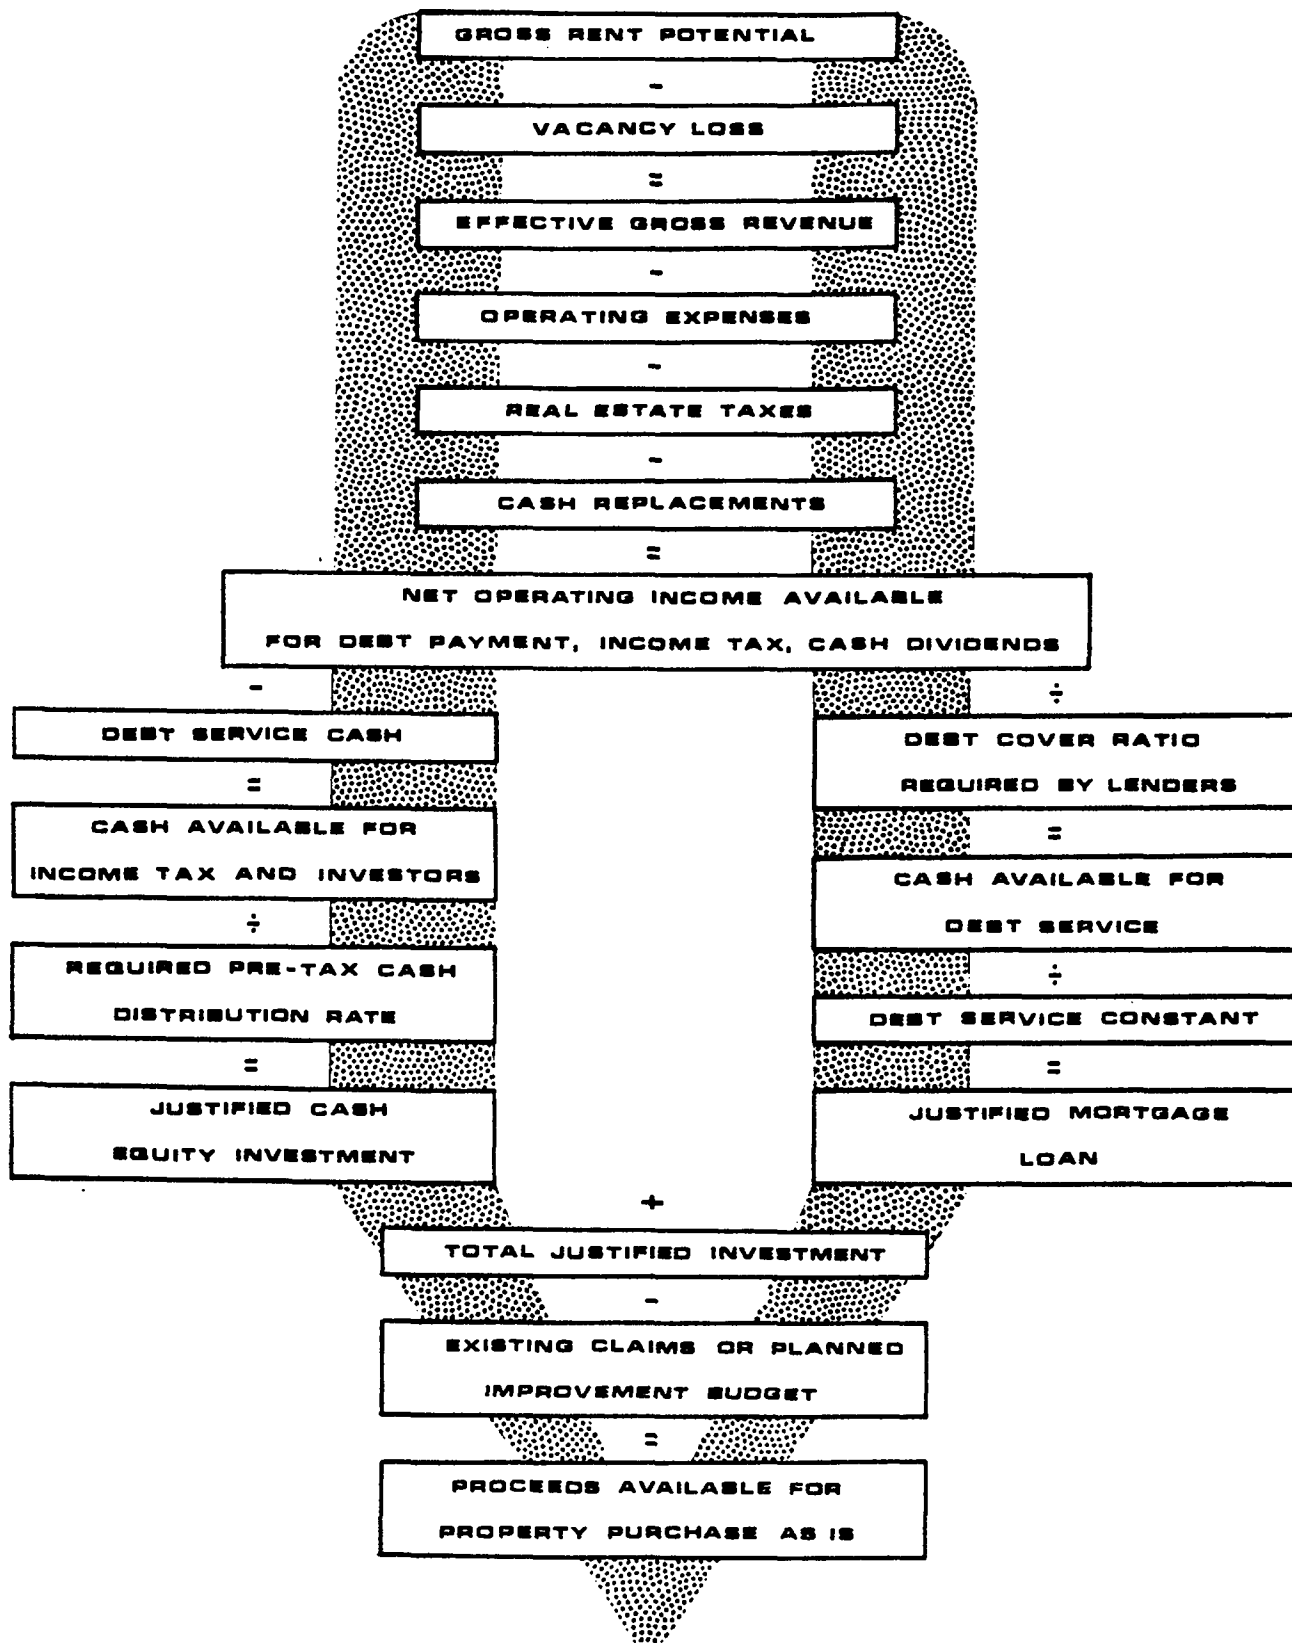 GROSS RENT POTENTIAL
-
VACANCY LOSS
=
EFFECTIVE GROSS REVENUE
-
OPERATING EXPENSES
-
REAL ESTATE TAXES
-
CASH REPLACEMENTS
=
NET OPERATING INCOME AVAILABLE
FOR DEBT PAYMENT, INCOME TAX, CASH DIVIDENDS
-
DEBT SERVICE CASH
=
CASH AVAILABLE FOR
INCOME TAX AND INVESTORS
÷
REQUIRED PRE-TAX CASH
DISTRIBUTION RATE
=
JUSTIFIED CASH
EQUITY INVESTMENT
÷
DEBT COVER RATIO
REQUIRED BY LENDERS
=
CASH AVAILABLE FOR
DEBT SERVICE
÷
DEBT SERVICE CONSTANT
=
JUSTIFIED MORTGAGE
LOAN
+
TOTAL JUSTIFIED INVESTMENT
-
EXISTING CLAIMS OR PLANNED
IMPROVEMENT BUDGET
=
PROCEEDS AVAILABLE FOR
PROPERTY PURCHASE AS IS